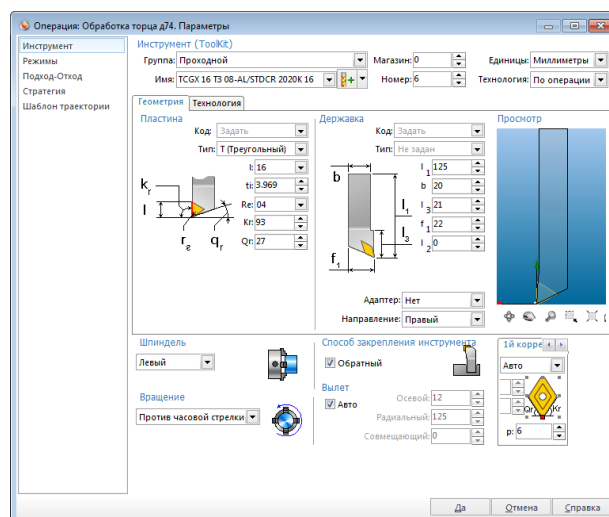 Операция: Обработка торца д74. Параметры
Инструмент
Режимы
Подход-Отход
Стратегия
Шаблон траектории
Инструмент (ToolKit)
Группа: Проходной Магазин: 0 Единицы: Миллиметры
Имя: TCGX 16 T3 08-AL/STDCR 2020K 16 Номер: 6 Технология: По операции
Геометрия Технология
Пластина
Код: Задать
Тип: T (Треугольный)
l: 16
ti: 3.969
Re: 04
Kr: 93
Qr: 27
k r
l
r ε q r
Державка
Код: Задать
Тип: Не задан
l 1 125
b 20
l 3 21
f 1 22
l 2 0
b
l 1
l 3
f 1
Адаптер: Нет
Направление: Правый
Просмотр
Шпиндель
Левый
Вращение
Против часовой стрелки
Способ закрепления инструмента
Обратный
Вылет
Авто
Осевой: 12
Радиальный: 125
Совмещающий: 0
1й корре
Авто
Qr Kr
p: 6
Да Отмена Справка